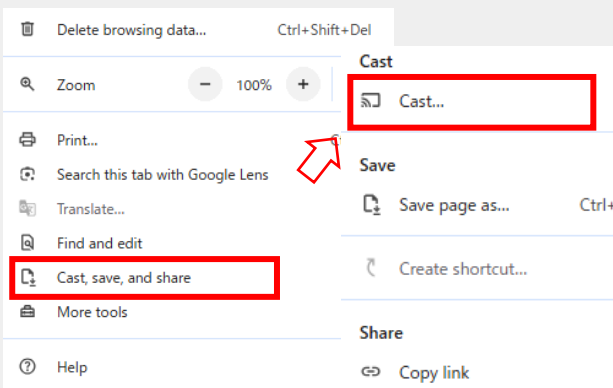 Delete browsing data... Ctrl+Shift+Del
Zoom − 100% +
Print...
Search this tab with Google Lens
Translate...
Find and edit
Cast, save, and share
More tools
Help
Cast
Cast...
Save
Save page as... Ctrl+
Create shortcut...
Share
Copy link